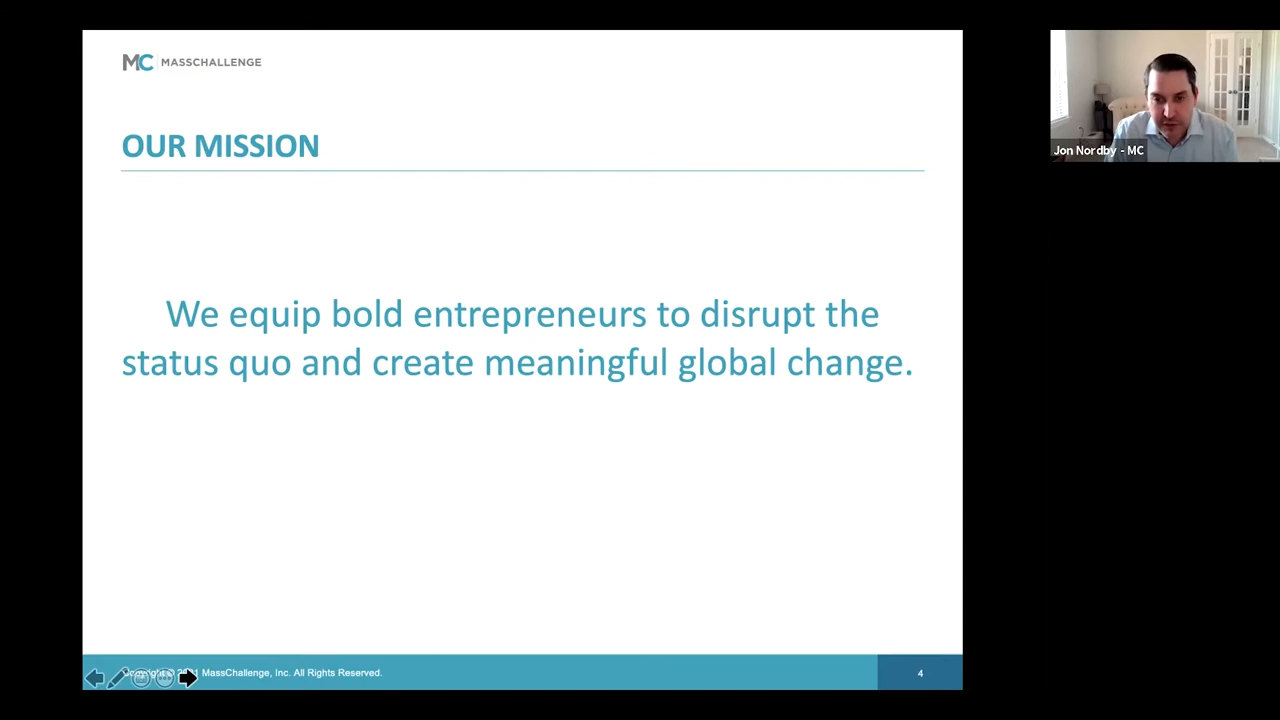 MC MASSCHALLENGE
OUR MISSION
We equip bold entrepreneurs to disrupt the
status quo and create meaningful global change.
Jon Nordby - MC
MassChallenge, Inc. All Rights Reserved.
4